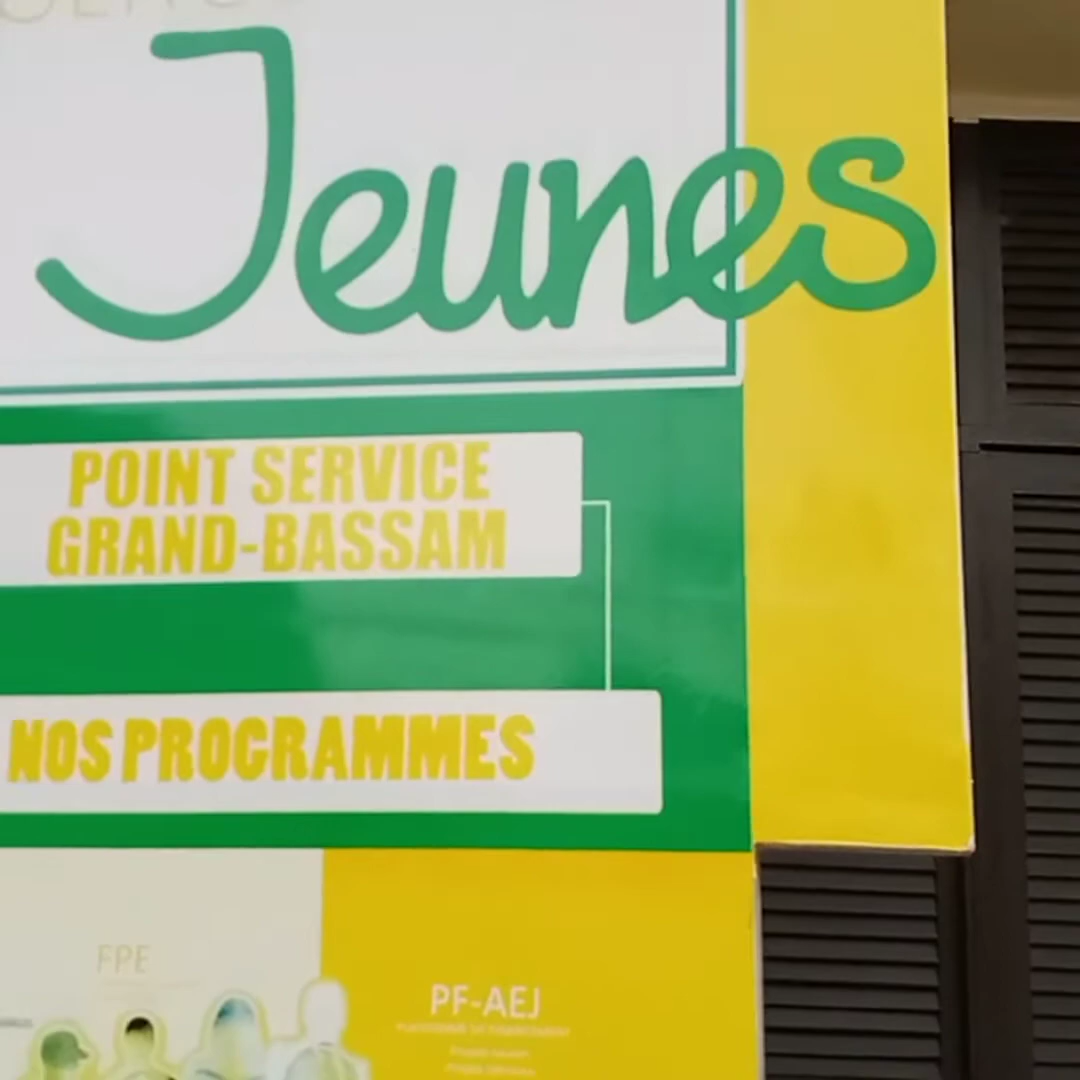 Jeunes
POINT SERVICE
GRAND-BASSAM
NOS PROGRAMMES
FPE
PF-AEJ